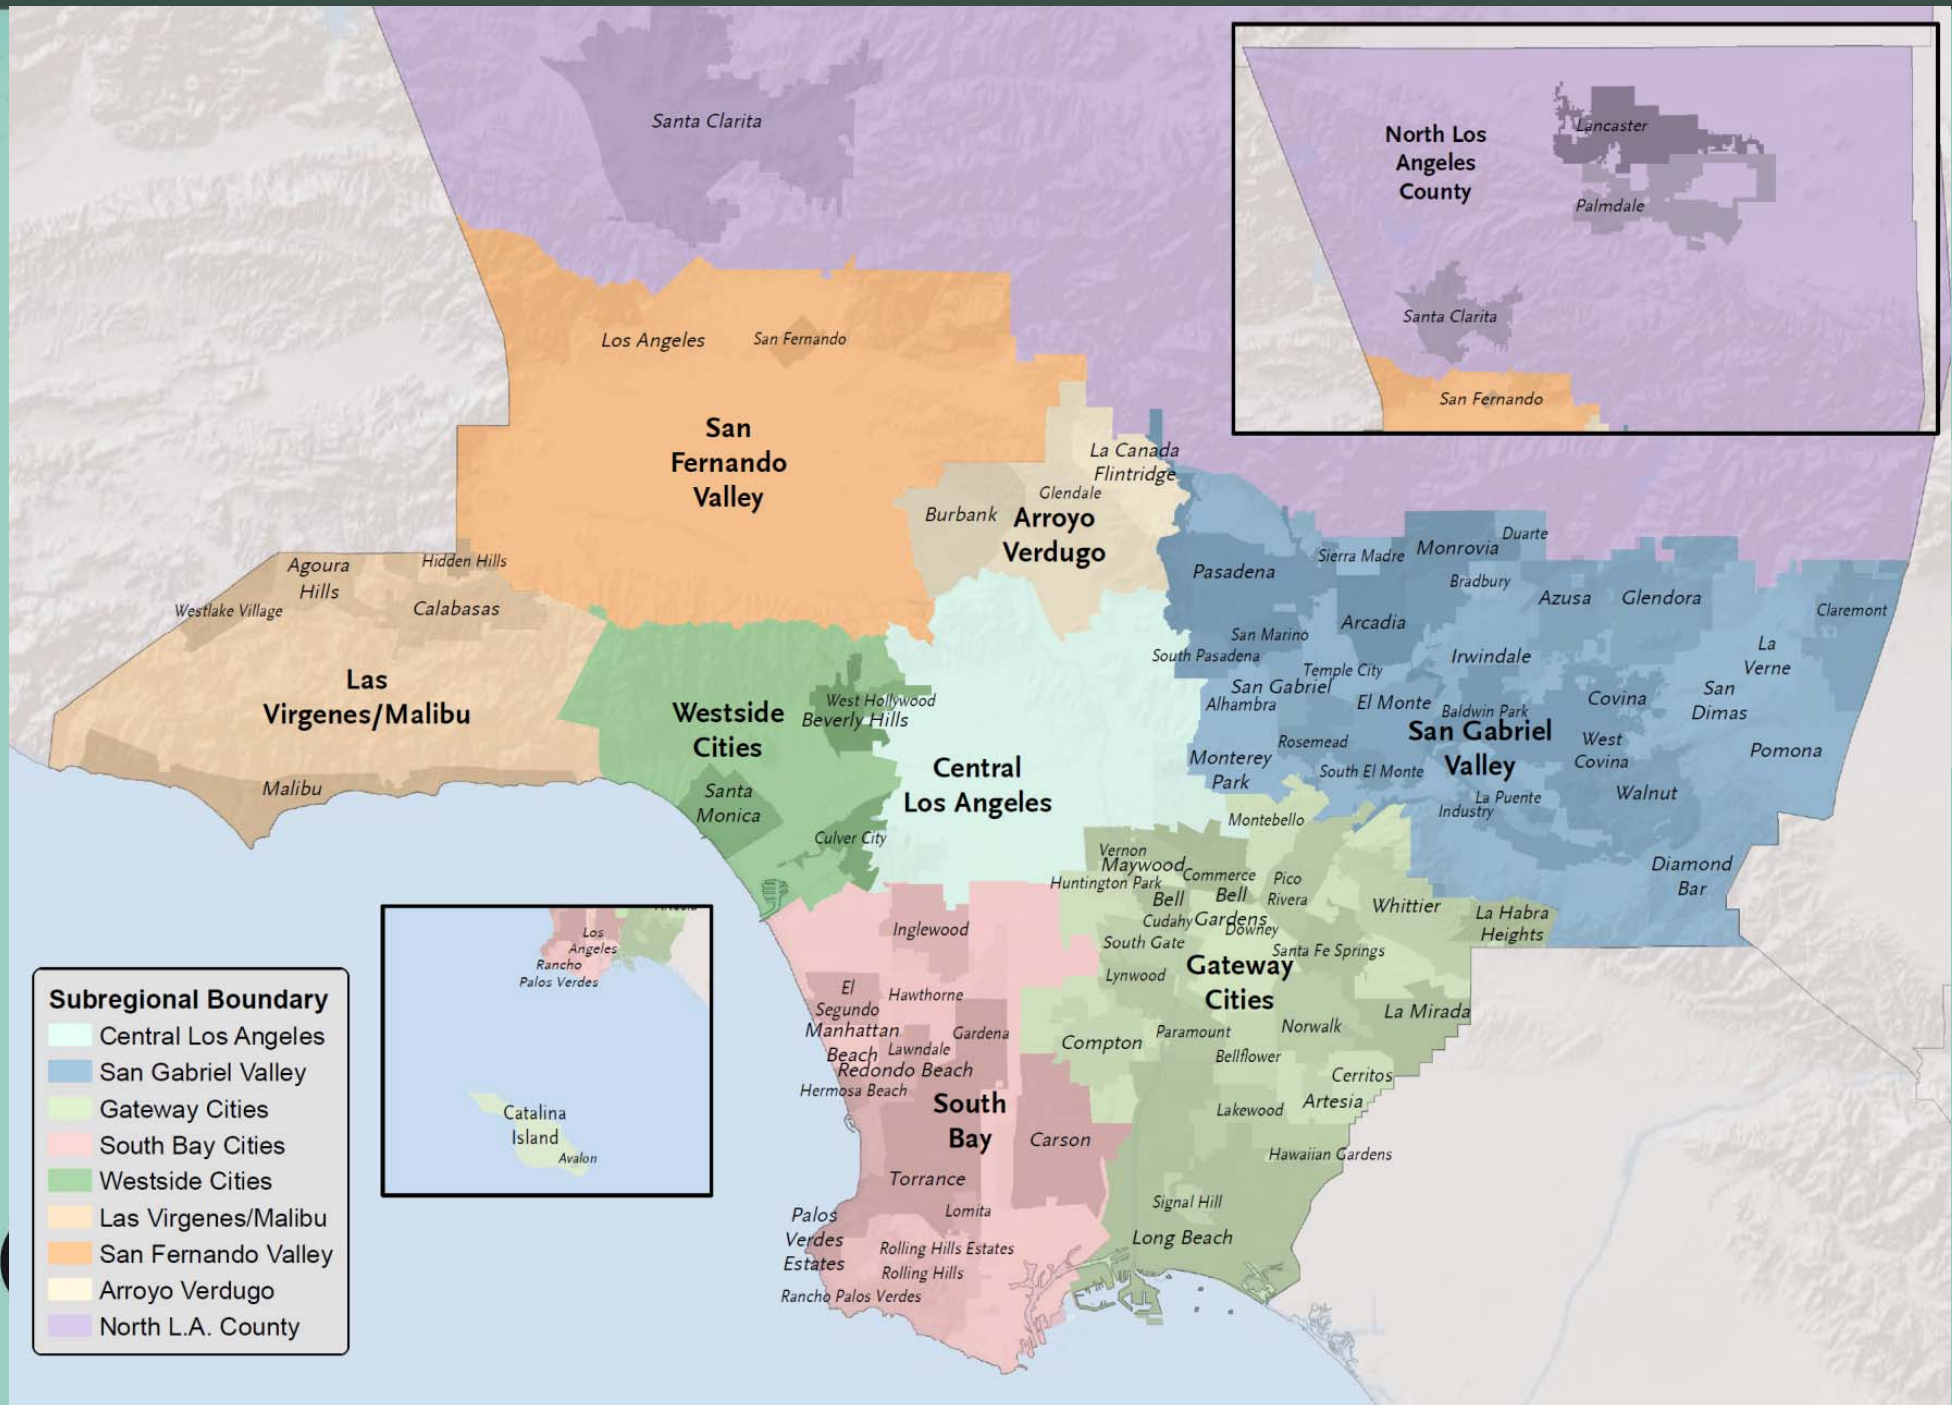 Santa Clarita
North Los
Angeles
County
Lancaster
Palmdale
Santa Clarita
San Fernando
Los Angeles
San Fernando
San
Fernando
Valley
La Canada
Flintridge
Glendale
Burbank
Arroyo
Verdugo
Agoura
Hills
Hidden Hills
Westlake Village
Calabasas
Las
Virgenes/Malibu
Malibu
Westside
Cities
West Hollywood
Beverly Hills
Santa
Monica
Culver City
Central
Los Angeles
Pasadena
Sierra Madre
Monrovia
Duarte
Bradbury
Azusa
Glendora
Claremont
Arcadia
San Marino
South Pasadena
Temple City
Irwindale
La
Verne
San Gabriel
Alhambra
El Monte
Baldwin Park
Covina
San
Dimas
San Gabriel
Valley
Rosemead
West
Covina
Pomona
Monterey
Park
South El Monte
La Puente
Industry
Walnut
Diamond
Bar
Montebello
Vernon
Maywood
Commerce
Huntington Park
Pico
Rivera
Bell
Bell
Gardens
Cudahy
Downey
Whittier
La Habra
Heights
South Gate
Santa Fe Springs
Lynwood
Gateway
Cities
La Mirada
Compton
Paramount
Norwalk
Bellflower
Cerritos
Lakewood
Artesia
Hawaiian Gardens
Signal Hill
Long Beach
Inglewood
El
Segundo
Hawthorne
Manhattan
Beach
Gardena
Lawndale
Redondo Beach
Hermosa Beach
South
Bay
Carson
Torrance
Lomita
Palos
Verdes
Estates
Rolling Hills Estates
Rolling Hills
Rancho Palos Verdes
Los
Angeles
Rancho
Palos Verdes
Catalina
Island
Avalon
Subregional Boundary
Central Los Angeles
San Gabriel Valley
Gateway Cities
South Bay Cities
Westside Cities
Las Virgenes/Malibu
San Fernando Valley
Arroyo Verdugo
North L.A. County